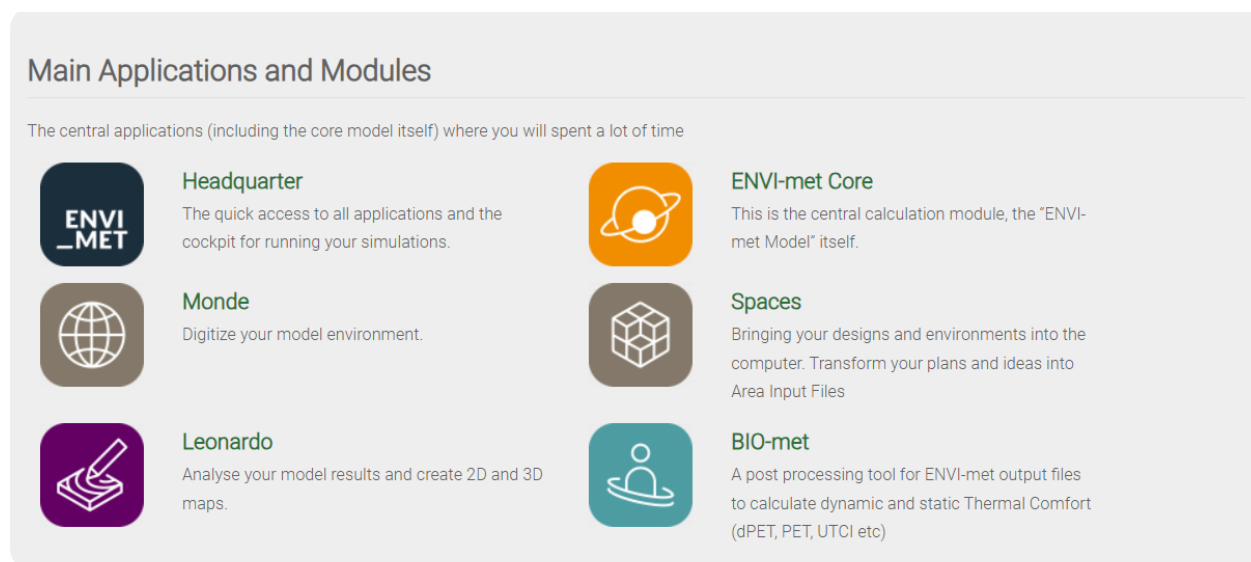 Main Applications and Modules
The central applications (including the core model itself) where you will spent a lot of time
ENVI
_MET
Headquarter
The quick access to all applications and the
cockpit for running your simulations.
ENVI-met Core
This is the central calculation module, the “ENVI-
met Model” itself.
Monde
Digitize your model environment.
Spaces
Bringing your designs and environments into the
computer. Transform your plans and ideas into
Area Input Files
Leonardo
Analyse your model results and create 2D and 3D
maps.
BIO-met
A post processing tool for ENVI-met output files
to calculate dynamic and static Thermal Comfort
(dPET, PET, UTCI etc)